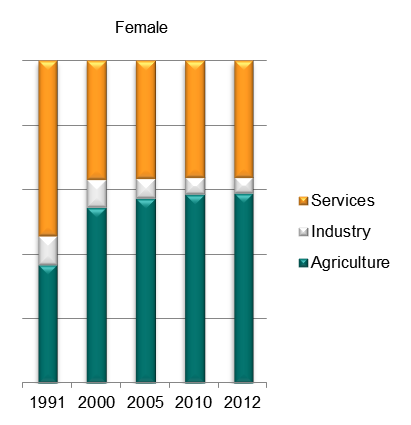 Female
Services
Industry
Agriculture
1991 2000 2005 2010 2012